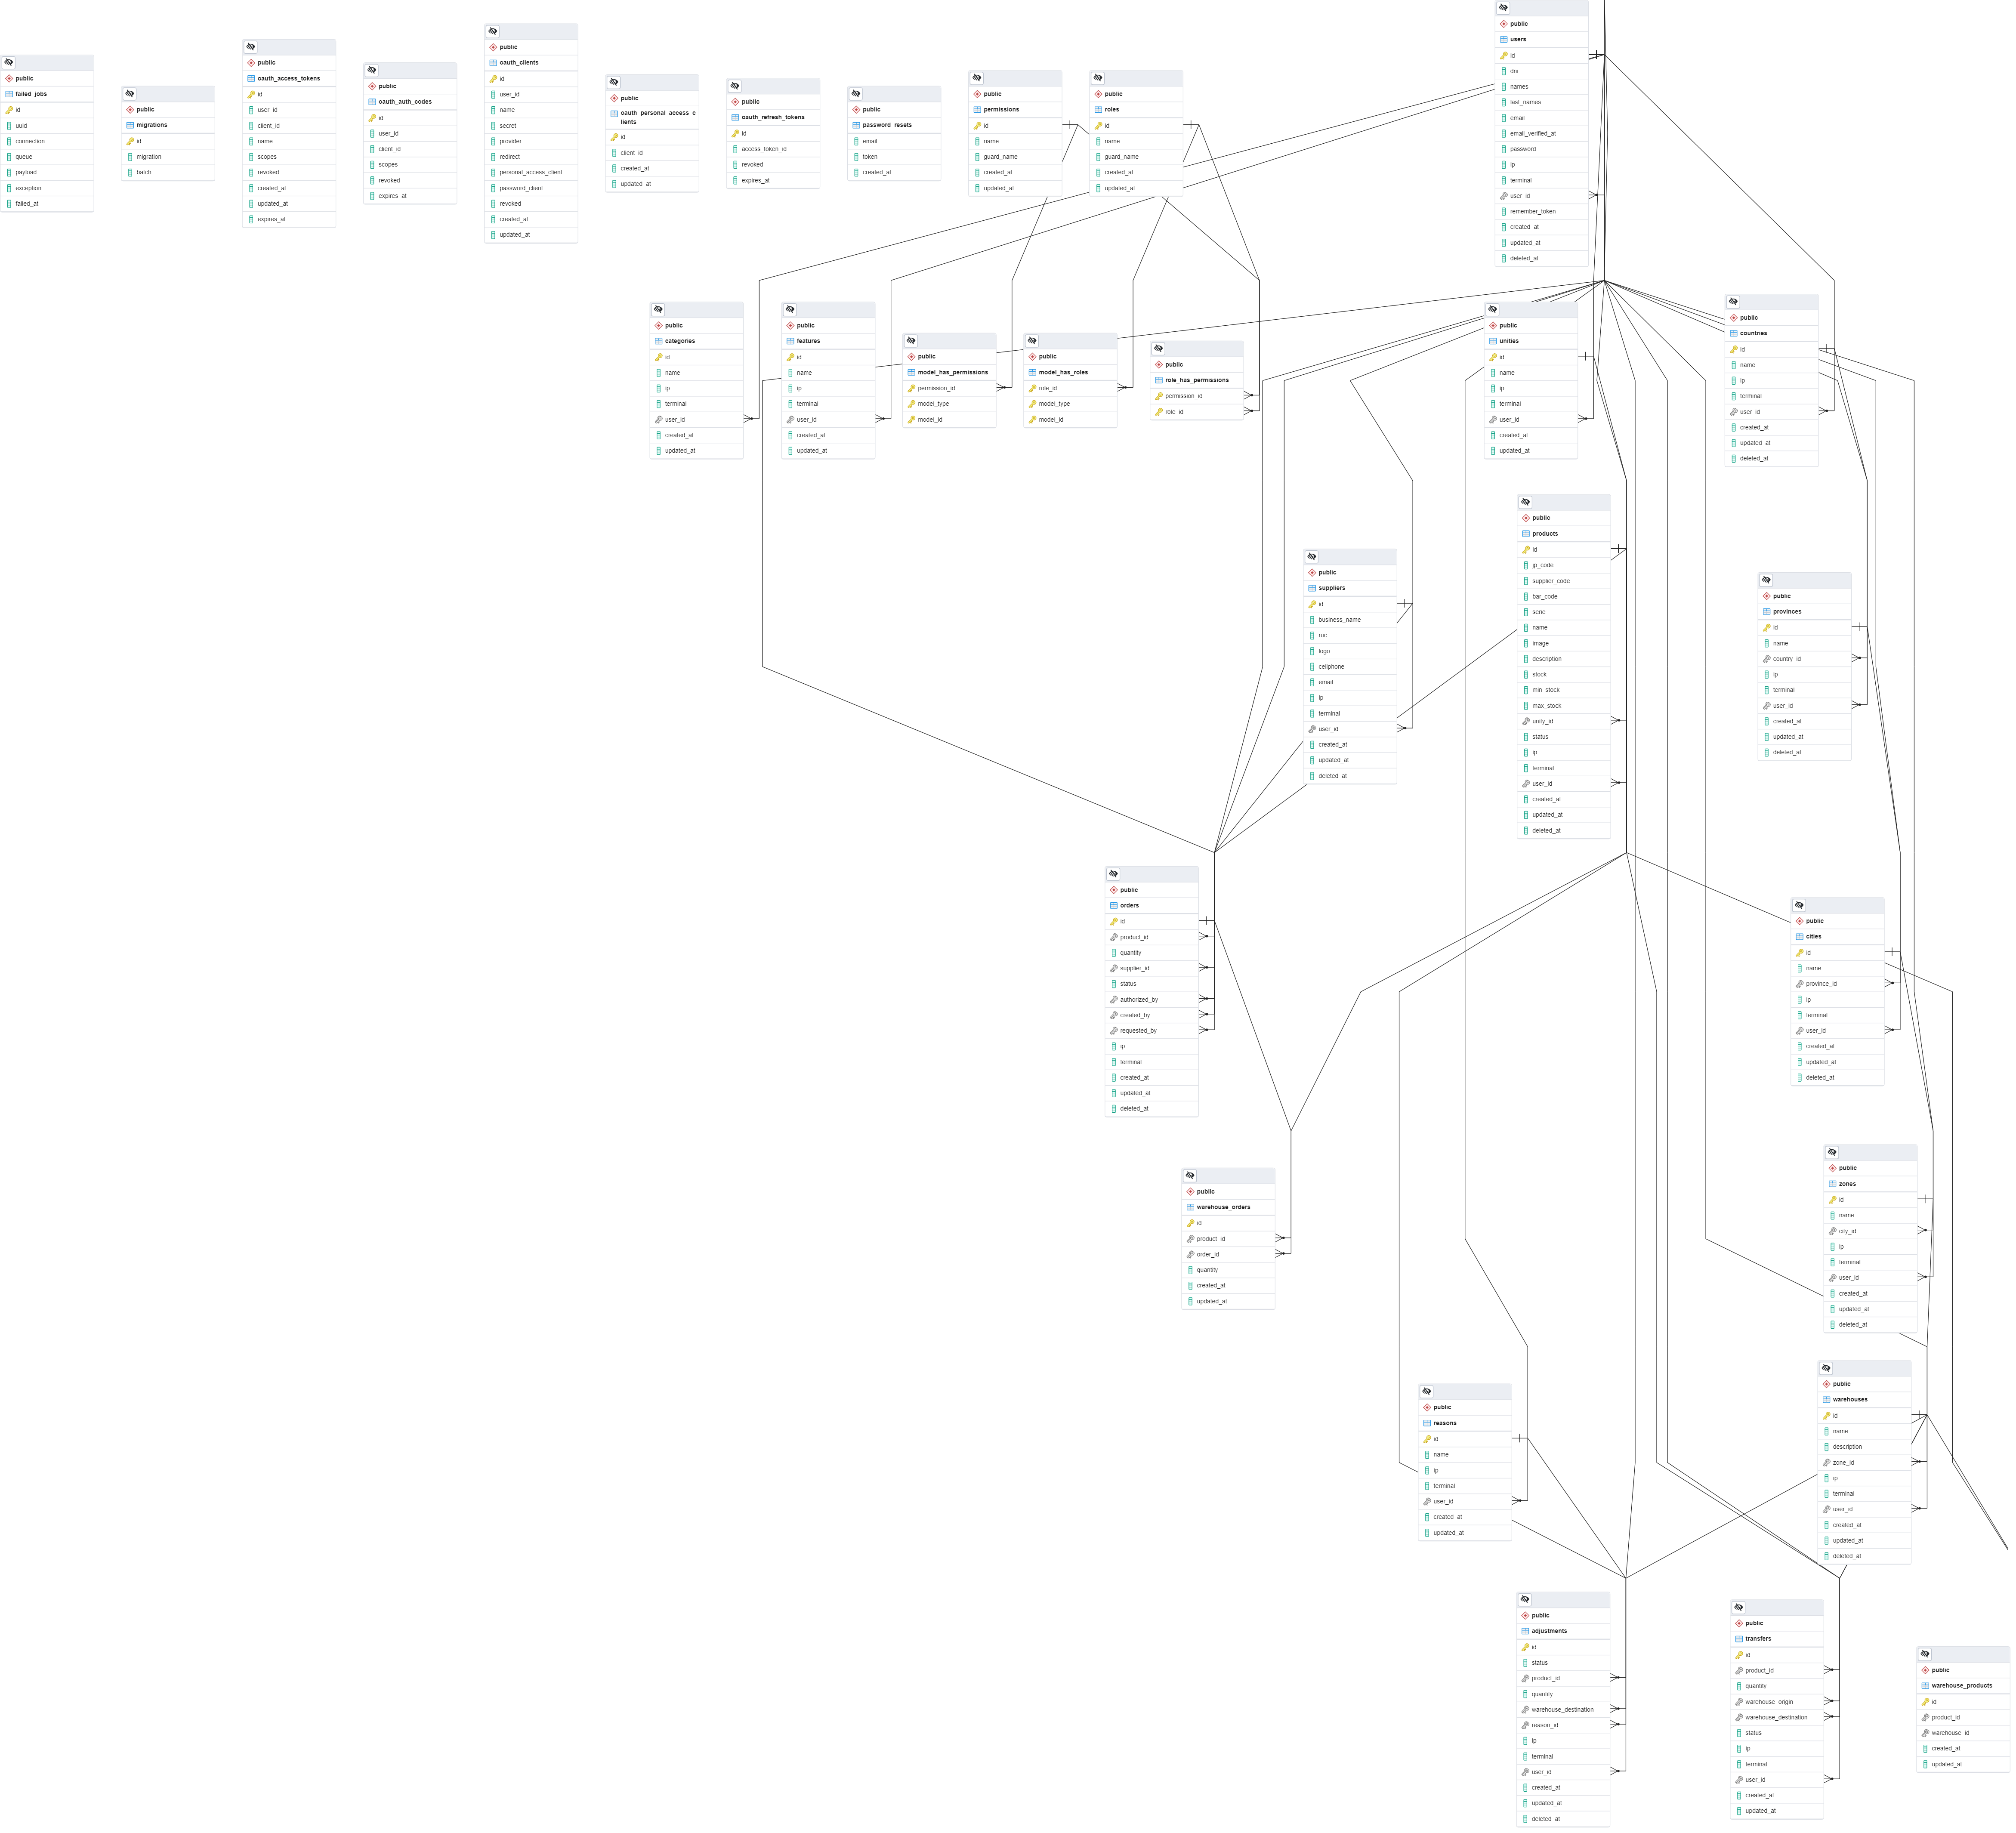 public
failed_jobs
id
uuid
connection
queue
payload
exception
failed_at
public
migrations
id
migration
batch
public
oauth_access_tokens
id
user_id
client_id
name
scopes
revoked
created_at
updated_at
expires_at
public
oauth_auth_codes
id
user_id
client_id
scopes
revoked
expires_at
public
oauth_clients
id
user_id
name
secret
provider
redirect
personal_access_client
password_client
revoked
created_at
updated_at
public
oauth_personal_access_c
lients
id
client_id
created_at
updated_at
public
oauth_refresh_tokens
id
access_token_id
revoked
expires_at
public
password_resets
email
token
created_at
public
permissions
id
name
guard_name
created_at
updated_at
public
roles
id
name
guard_name
created_at
updated_at
public
users
id
dni
names
last_names
email
email_verified_at
password
ip
terminal
user_id
remember_token
created_at
updated_at
deleted_at
public
categories
id
name
ip
terminal
user_id
created_at
updated_at
public
features
id
name
ip
terminal
user_id
created_at
updated_at
public
model_has_permissions
permission_id
model_type
model_id
public
model_has_roles
role_id
model_type
model_id
public
role_has_permissions
permission_id
role_id
public
unities
id
name
ip
terminal
user_id
created_at
updated_at
public
countries
id
name
ip
terminal
user_id
created_at
updated_at
deleted_at
public
suppliers
id
business_name
ruc
logo
cellphone
email
ip
terminal
user_id
created_at
updated_at
deleted_at
public
products
id
jp_code
supplier_code
bar_code
serie
name
image
description
stock
min_stock
max_stock
unity_id
status
ip
terminal
user_id
created_at
updated_at
deleted_at
public
provinces
id
name
country_id
ip
terminal
user_id
created_at
updated_at
deleted_at
public
orders
id
product_id
quantity
supplier_id
status
authorized_by
created_by
requested_by
ip
terminal
created_at
updated_at
deleted_at
public
cities
id
name
province_id
ip
terminal
user_id
created_at
updated_at
deleted_at
public
warehouse_orders
id
product_id
order_id
quantity
created_at
updated_at
public
zones
id
name
city_id
ip
terminal
user_id
created_at
updated_at
deleted_at
public
reasons
id
name
ip
terminal
user_id
created_at
updated_at
public
warehouses
id
name
description
zone_id
ip
terminal
user_id
created_at
updated_at
deleted_at
public
adjustments
id
status
product_id
quantity
warehouse_destination
reason_id
ip
terminal
user_id
created_at
updated_at
deleted_at
public
transfers
id
product_id
quantity
warehouse_origin
warehouse_destination
status
ip
terminal
user_id
created_at
updated_at
public
warehouse_products
id
product_id
warehouse_id
created_at
updated_at